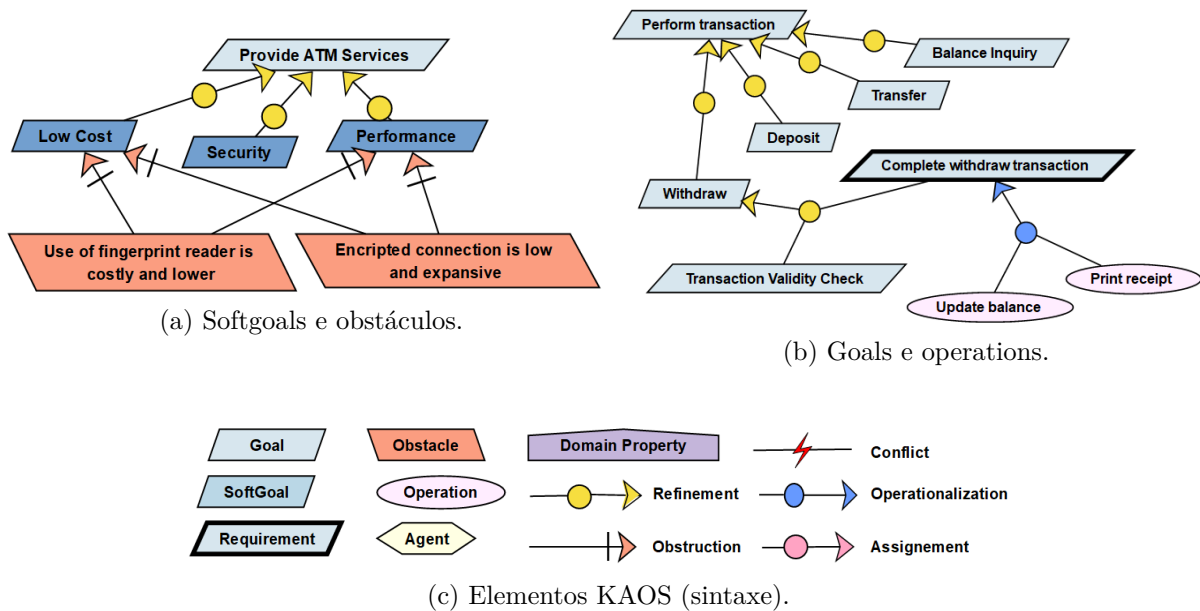 Provide ATM Services
Low Cost
Security
Performance
Use of fingerprint reader is
costly and lower
Encripted connection is low
and expansive
(a) Softgoals e obstáculos.
Perform transaction
Balance Inquiry
Transfer
Deposit
Complete withdraw transaction
Withdraw
Transaction Validity Check
Print receipt
Update balance
(b) Goals e operations.
Goal
Obstacle
Domain Property
Conflict
SoftGoal
Operation
Refinement
Operationalization
Requirement
Agent
Obstruction
Assignement
(c) Elementos KAOS (sintaxe).